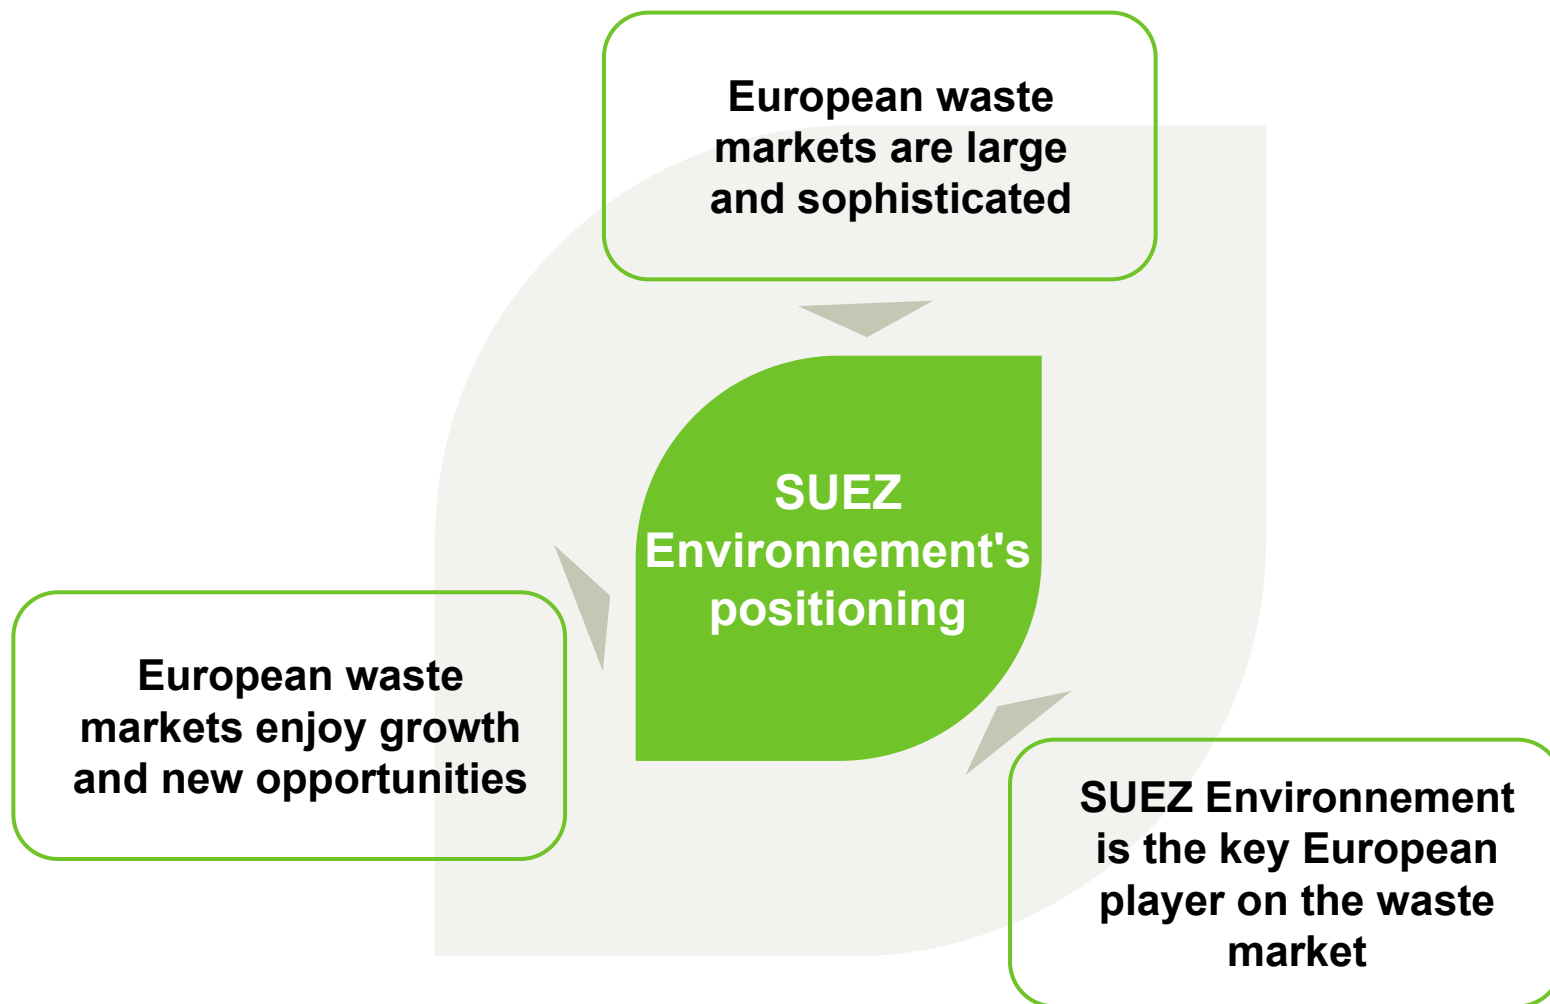 European waste
markets are large
and sophisticated
SUEZ
Environnement's
positioning
European waste
markets enjoy growth
and new opportunities
SUEZ Environnement
is the key European
player on the waste
market